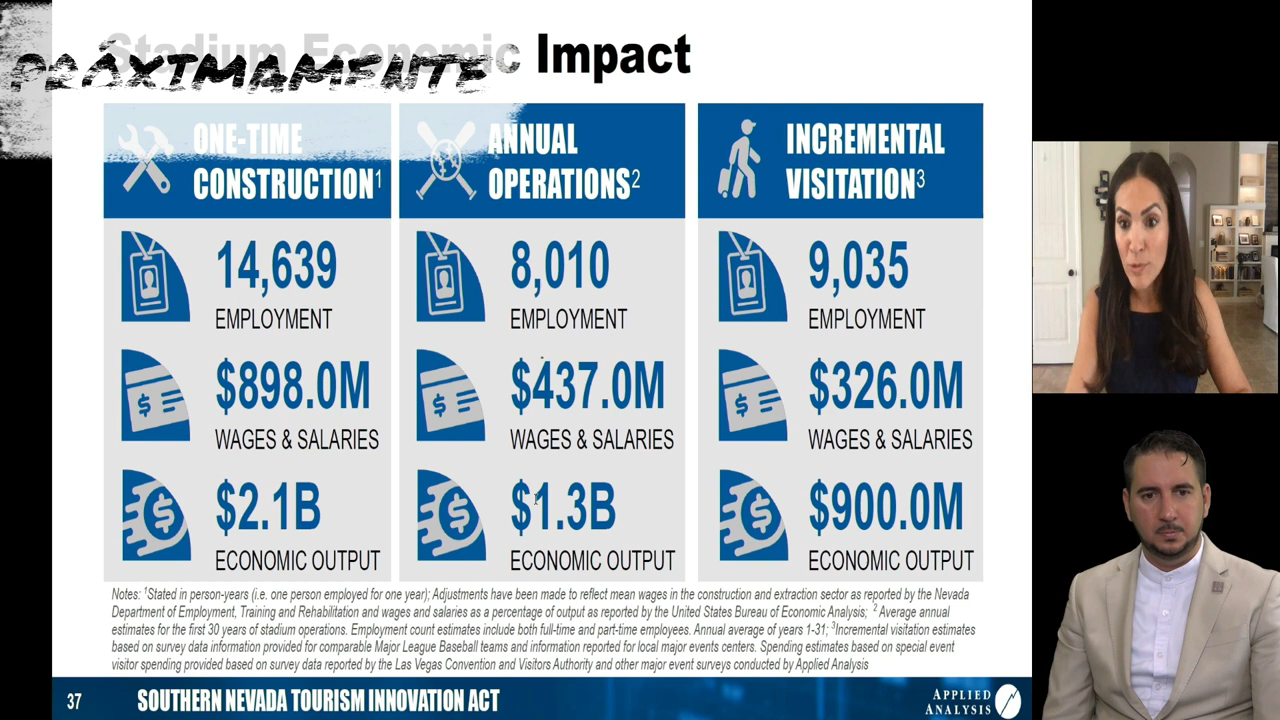 Stadium Economic Impact
PRÓXIMAMENTE
ONE-TIME
CONSTRUCTION1
14,639
EMPLOYMENT
$898.0M
WAGES & SALARIES
$2.1B
ECONOMIC OUTPUT
ANNUAL
OPERATIONS2
8,010
EMPLOYMENT
$437.0M
WAGES & SALARIES
$1.3B
ECONOMIC OUTPUT
INCREMENTAL
VISITATION3
9,035
EMPLOYMENT
$326.0M
WAGES & SALARIES
$900.0M
ECONOMIC OUTPUT
Notes: 1Stated in person-years (i.e. one person employed for one year); Adjustments have been made to reflect mean wages in the construction and extraction sector as reported by the Nevada
Department of Employment, Training and Rehabilitation and wages and salaries as a percentage of output as reported by the United States Bureau of Economic Analysis; 2 Average annual
estimates for the first 30 years of stadium operations. Employment count estimates include both full-time and part-time employees. Annual average of years 1-31; 3Incremental visitation estimates
based on survey data information provided for comparable Major League Baseball teams and information reported for local major events centers. Spending estimates based on special event
visitor spending provided based on survey data reported by the Las Vegas Convention and Visitors Authority and other major event surveys conducted by Applied Analysis
37
SOUTHERN NEVADA TOURISM INNOVATION ACT
APPLIED
ANALYSIS